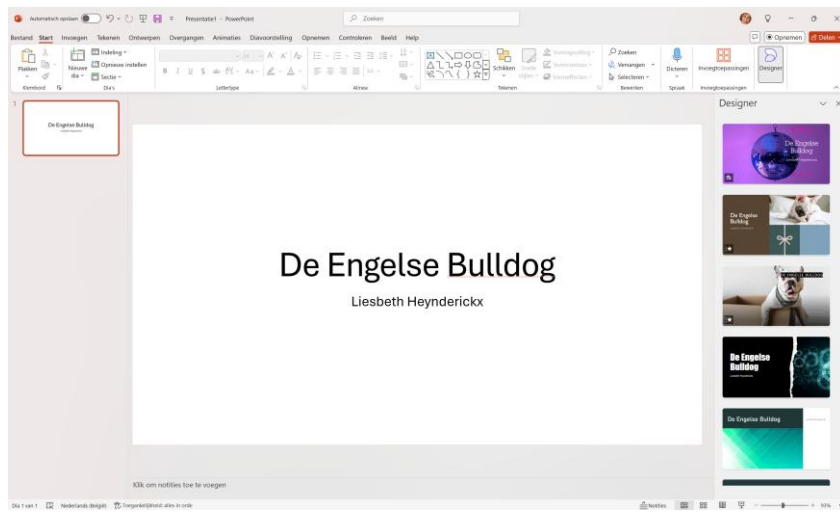 Automatisch opslaan
Presentatie1 - PowerPoint
Zoeken
Bestand Start Invoegen Tekenen Ontwerpen Overgangen Animaties Diavoorstelling Opnemen Controleren Beeld Help
Opnemen
Delen
Plakken
Nieuwe dia
Indeling
Opnieuw instellen
Sectie
Schikken
Zoeken
Vervangen
Selecteren
Dicteren
Invoegtoepassingen
Designer
Klembord
Dia's
Lettertype
Alinea
Tekenen
Bewerken
Spraak
Invoegtoepassingen
1
De Engelse Bulldog
De Engelse Bulldog
Liesbeth Heynderickx
Klik om notities toe te voegen
Designer
De Engelse
Bulldog
De Engelse
Bulldog
DE ENGELSE BULLDOG
De Engelse
Bulldog
De Engelse Bulldog
Dia 1 van 1
Nederlands (België)
Toegankelijkheid: alles in orde
Notities